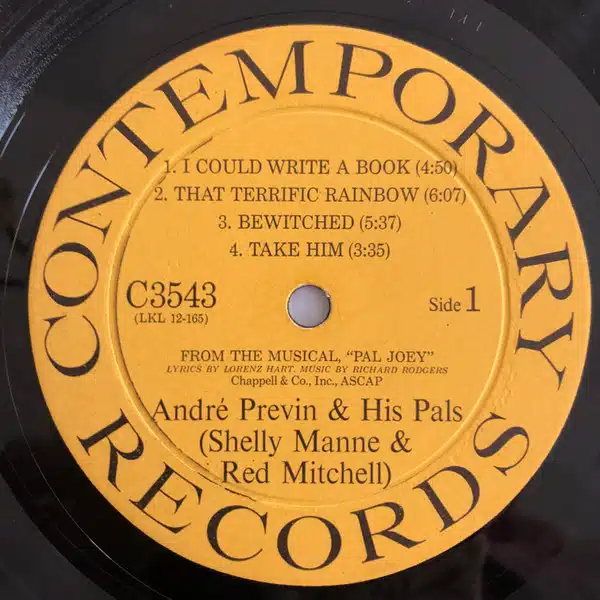 CONTEMPORARY
1. I COULD WRITE A BOOK (4:50)
2. THAT TERRIFIC RAINBOW (6:07)
3. BEWITCHED (5:37)
4. TAKE HIM (3:35)
C3543
(LKL 12-165)
Side 1
FROM THE MUSICAL, "PAL JOEY"
LYRICS BY LORENZ HART. MUSIC BY RICHARD RODGERS
Chappell & Co., Inc., ASCAP
André Previn & His Pals
(Shelly Manne &
Red Mitchell)
RECORDS